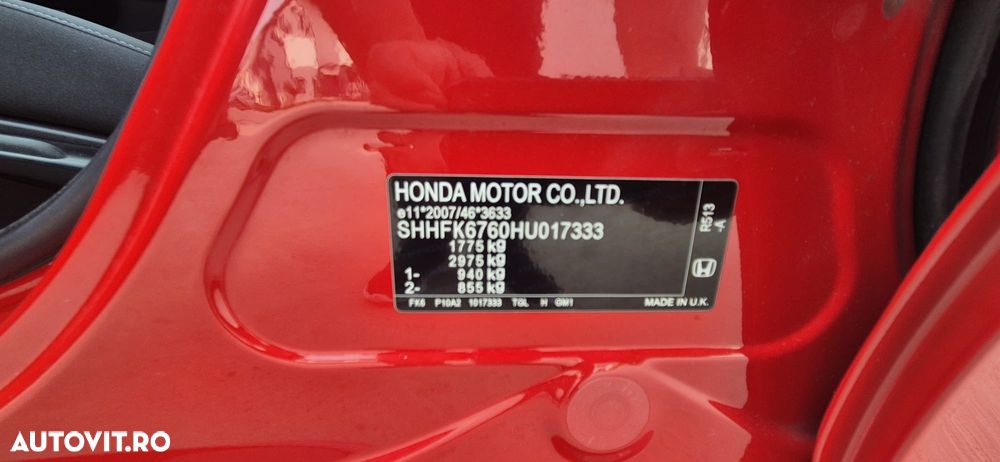 HONDA MOTOR CO.,LTD.
e11*2007/46*3633
SHHFK6760HU017333
1775 kg
2975 kg
1- 940 kg
2- 855 kg
R513
-A
FK6 P10A2 1017333 TGL H GM1 MADE IN U.K.
AUTOVIT.RO